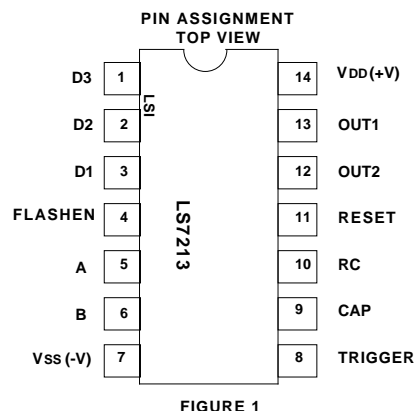 PIN ASSIGNMENT
TOP VIEW
D3 1
14 VDD (+V)
LSI
D2 2
13 OUT1
D1 3
12 OUT2
FLASHEN 4
11 RESET
LS7213
A 5
10 RC
B 6
9 CAP
VSS (-V) 7
8 TRIGGER
FIGURE 1